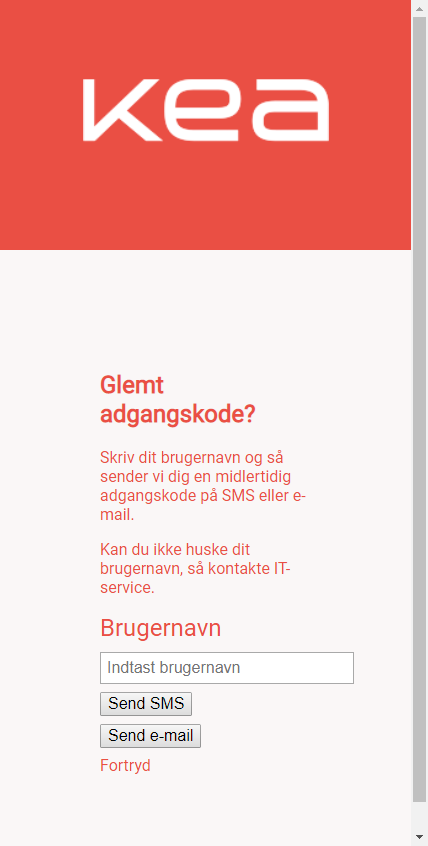 kea
Glemt
adgangskode?
Skriv dit brugernavn og så
sender vi dig en midlertidig
adgangskode på SMS eller e-
mail.
Kan du ikke huske dit
brugernavn, så kontakte IT-
service.
Brugernavn
Indtast brugernavn
Send SMS
Send e-mail
Fortryd